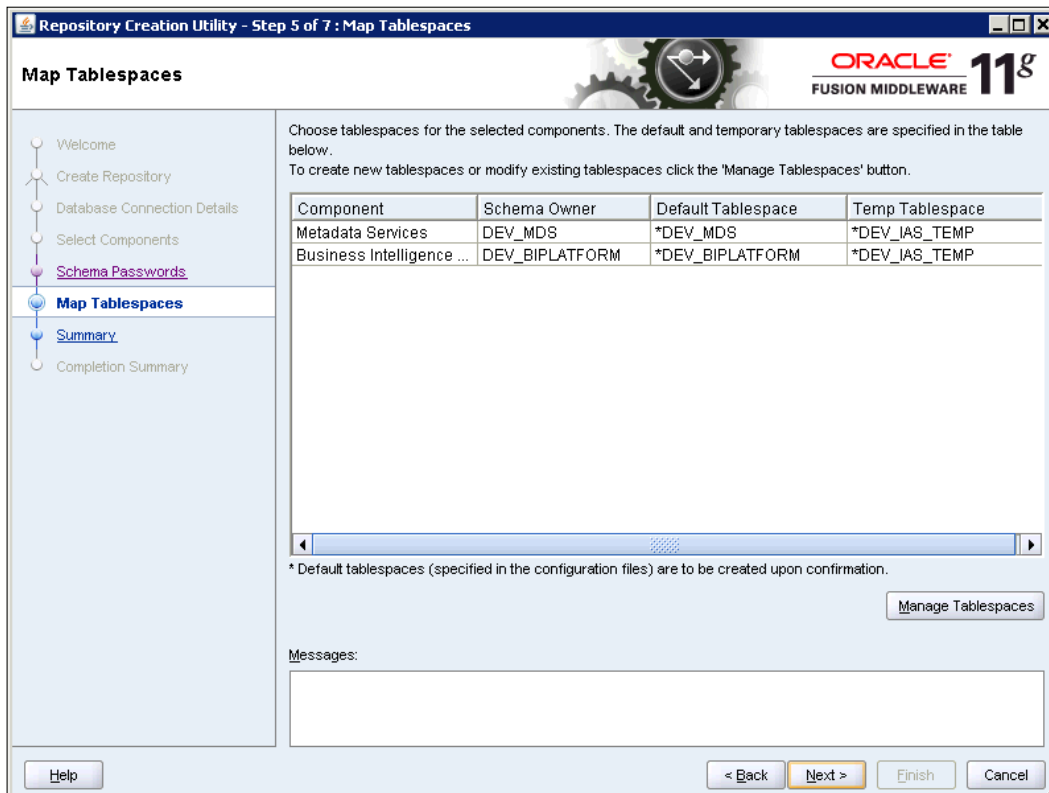 Repository Creation Utility - Step 5 of 7 : Map Tablespaces
Map Tablespaces
ORACLE
FUSION MIDDLEWARE
11g
Welcome
Create Repository
Database Connection Details
Select Components
Schema Passwords
Map Tablespaces
Summary
Completion Summary
Choose tablespaces for the selected components. The default and temporary tablespaces are specified in the table
below.
To create new tablespaces or modify existing tablespaces click the 'Manage Tablespaces' button.
Component Schema Owner Default Tablespace Temp Tablespace
Metadata Services DEV_MDS *DEV_MDS *DEV_IAS_TEMP
Business Intelligence ... DEV_BIPLATFORM *DEV_BIPLATFORM *DEV_IAS_TEMP
* Default tablespaces (specified in the configuration files) are to be created upon confirmation.
Manage Tablespaces
Messages:
Help
< Back
Next >
Finish
Cancel